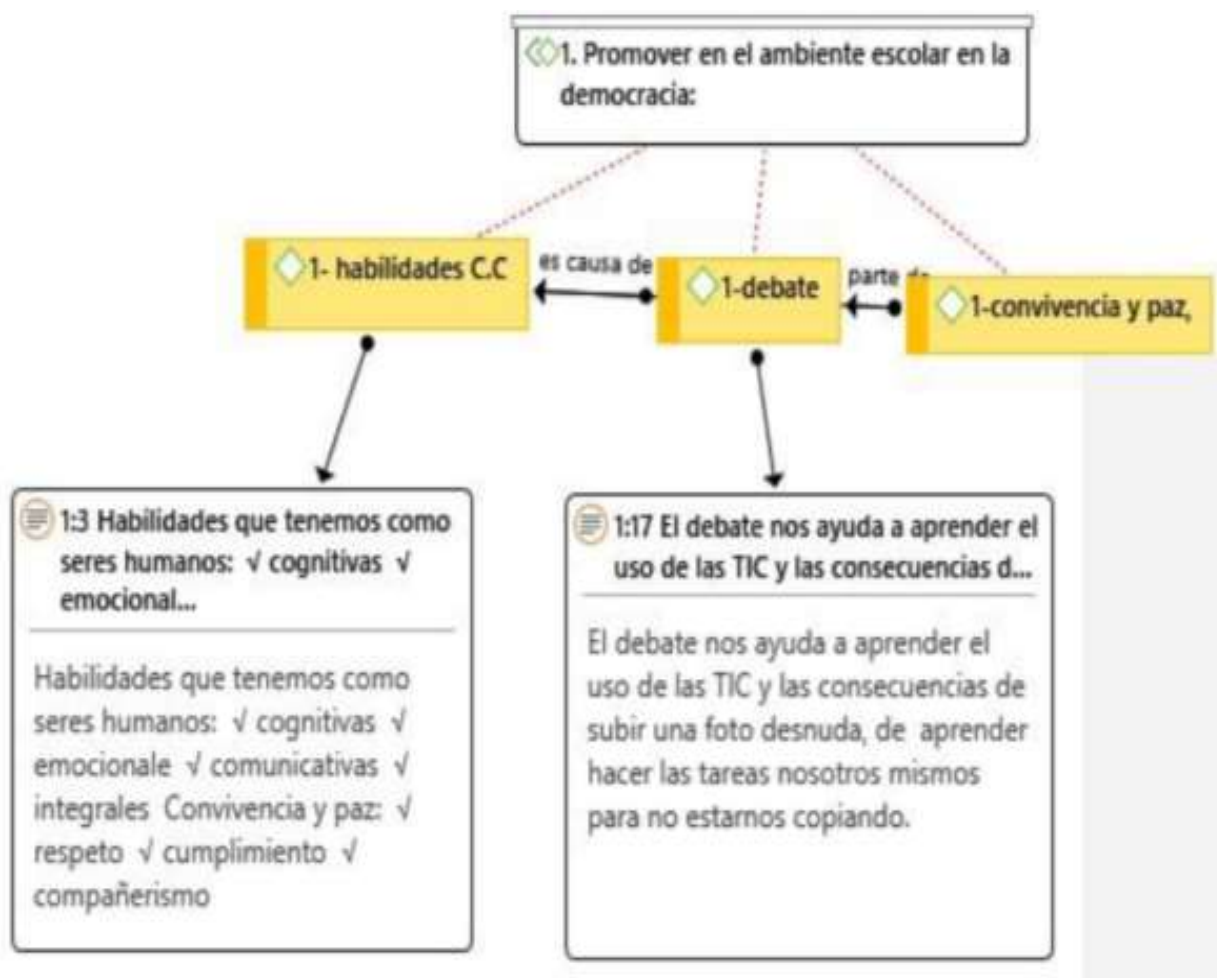 1. Promover en el ambiente escolar en la
democracia:
1- habilidades C.C
es causa de
1-debate
parte
1-convivencia y paz,
1:3 Habilidades que tenemos como
seres humanos: √ cognitivas √
emocional...
Habilidades que tenemos como
seres humanos: √ cognitivas √
emocionale √ comunicativas √
integrales Convivencia y paz: √
respeto √ cumplimiento √
compañerismo
1:17 El debate nos ayuda a aprender el
uso de las TIC y las consecuencias d...
El debate nos ayuda a aprender el
uso de las TIC y las consecuencias de
subir una foto desnuda, de aprender
hacer las tareas nosotros mismos
para no estarnos copiando.